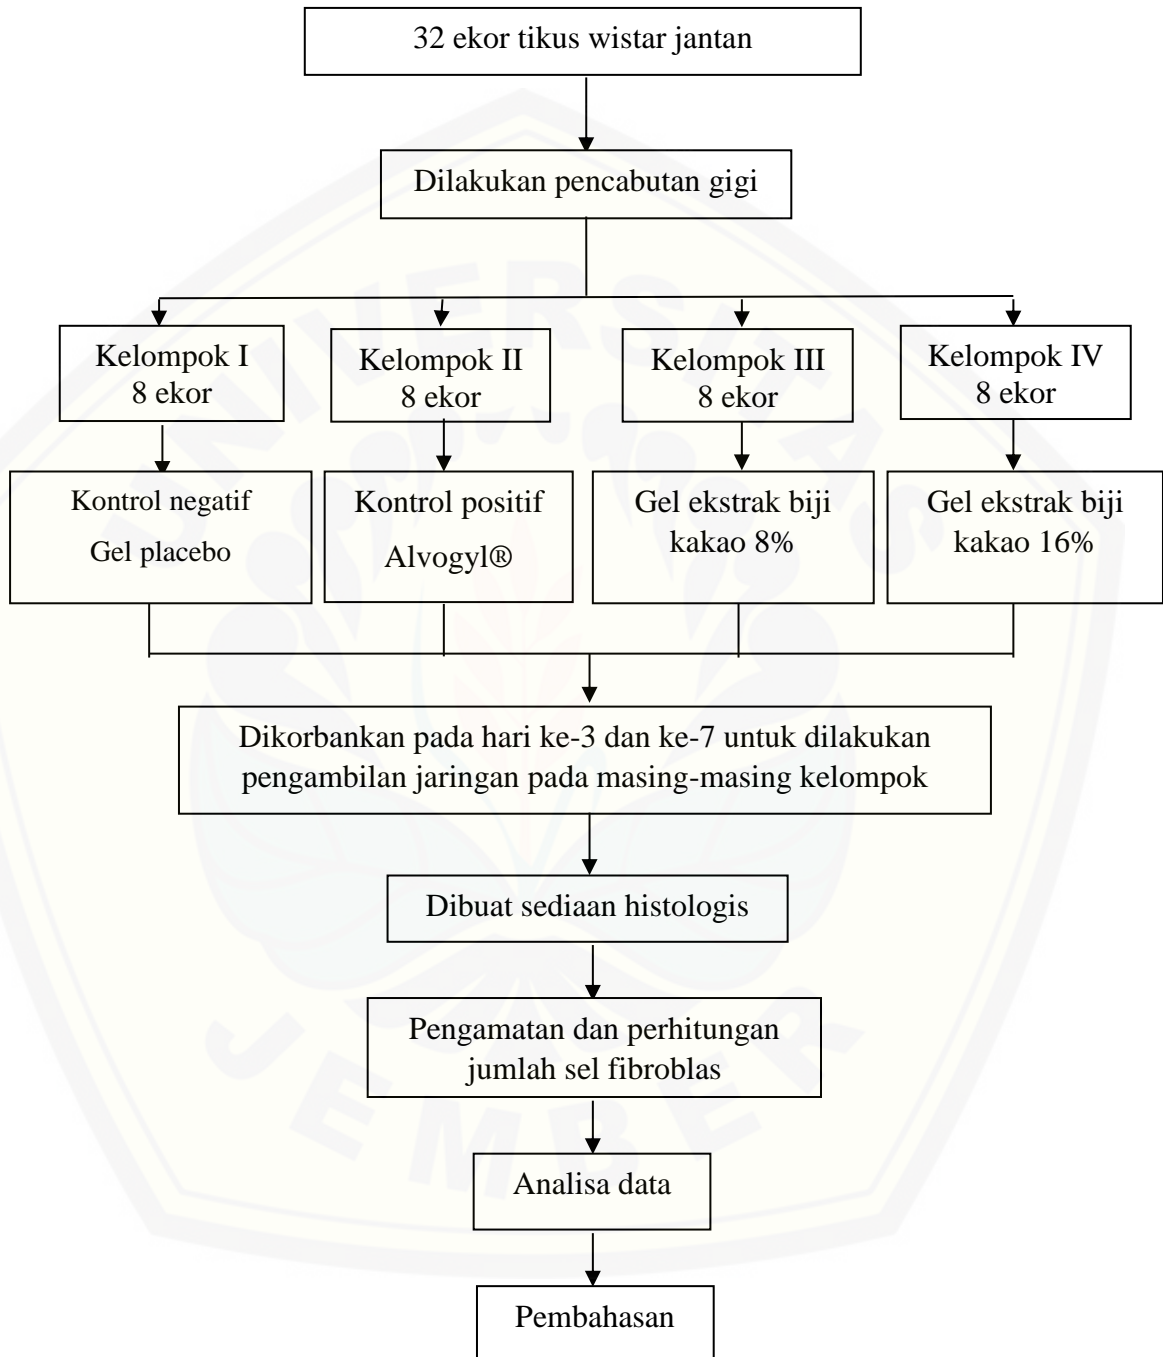 32 ekor tikus wistar jantan
Dilakukan pencabutan gigi
Kelompok I
8 ekor
Kelompok II
8 ekor
Kelompok III
8 ekor
Kelompok IV
8 ekor
Kontrol negatif
Gel placebo
Kontrol positif
Alvogyl®
Gel ekstrak biji
kakao 8%
Gel ekstrak biji
kakao 16%
Dikorbankan pada hari ke-3 dan ke-7 untuk dilakukan
pengambilan jaringan pada masing-masing kelompok
Dibuat sediaan histologis
Pengamatan dan perhitungan
jumlah sel fibroblas
Analisa data
Pembahasan
UNIVERSITAS
JEMBER